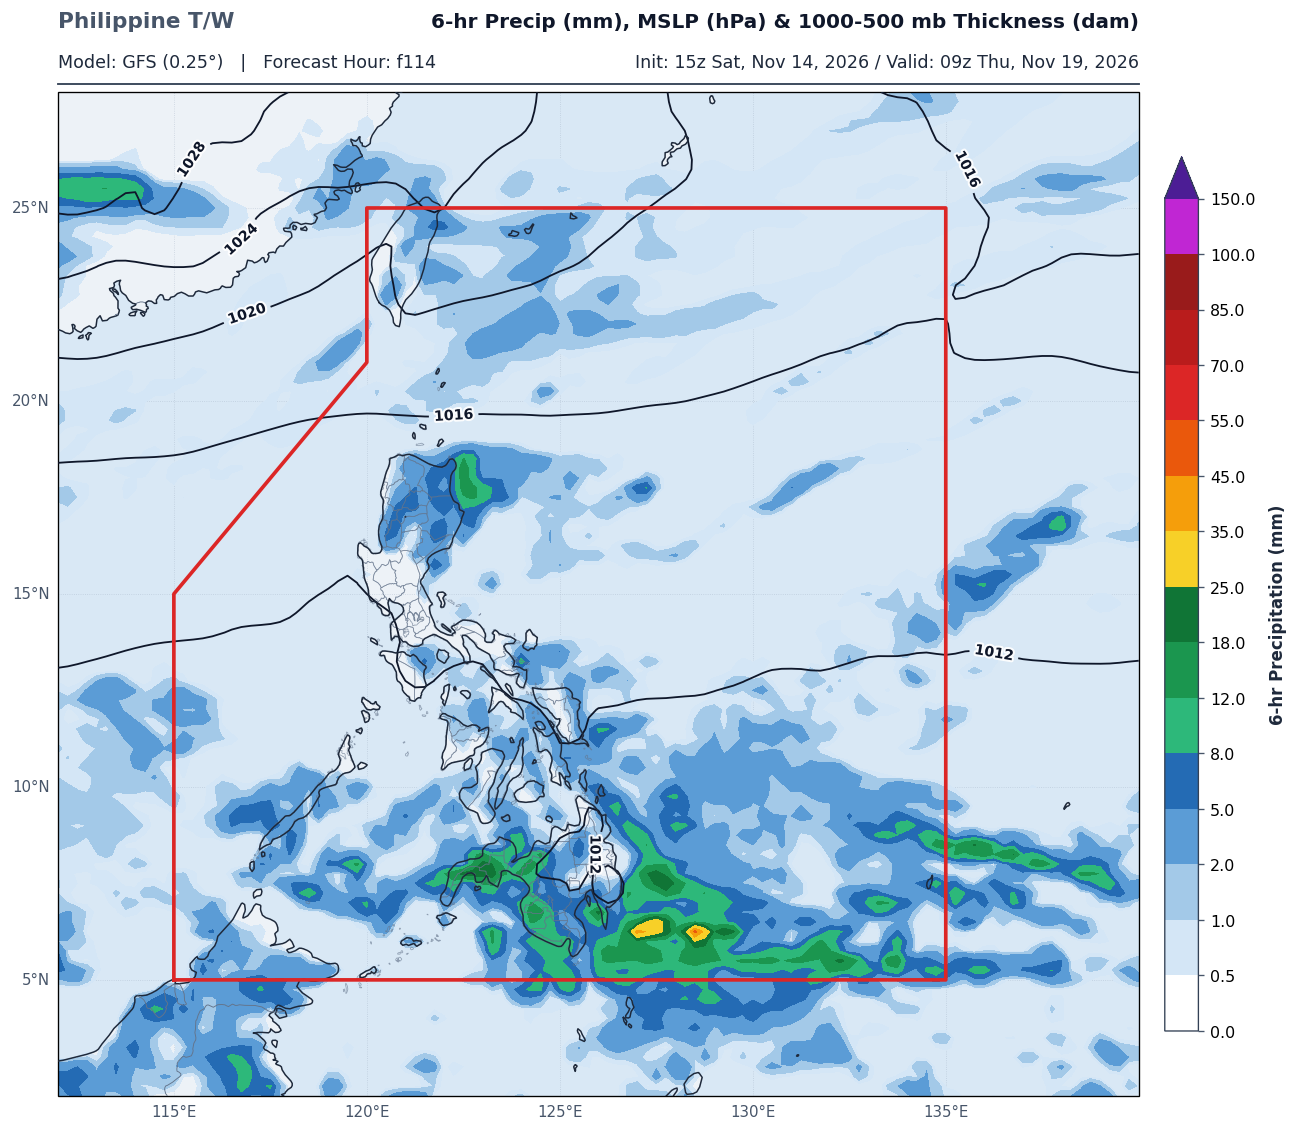 Philippine T/W
6-hr Precip (mm), MSLP (hPa) & 1000-500 mb Thickness (dam)
Model: GFS (0.25°) | Forecast Hour: f114
Init: 15z Sat, Nov 14, 2026 / Valid: 09z Thu, Nov 19, 2026
1028
1024
1020
1016
1016
1012
1012
25°N
20°N
15°N
10°N
5°N
115°E
120°E
125°E
130°E
135°E
150.0
100.0
85.0
70.0
55.0
45.0
35.0
25.0
18.0
12.0
8.0
5.0
2.0
1.0
0.5
0.0
6-hr Precipitation (mm)